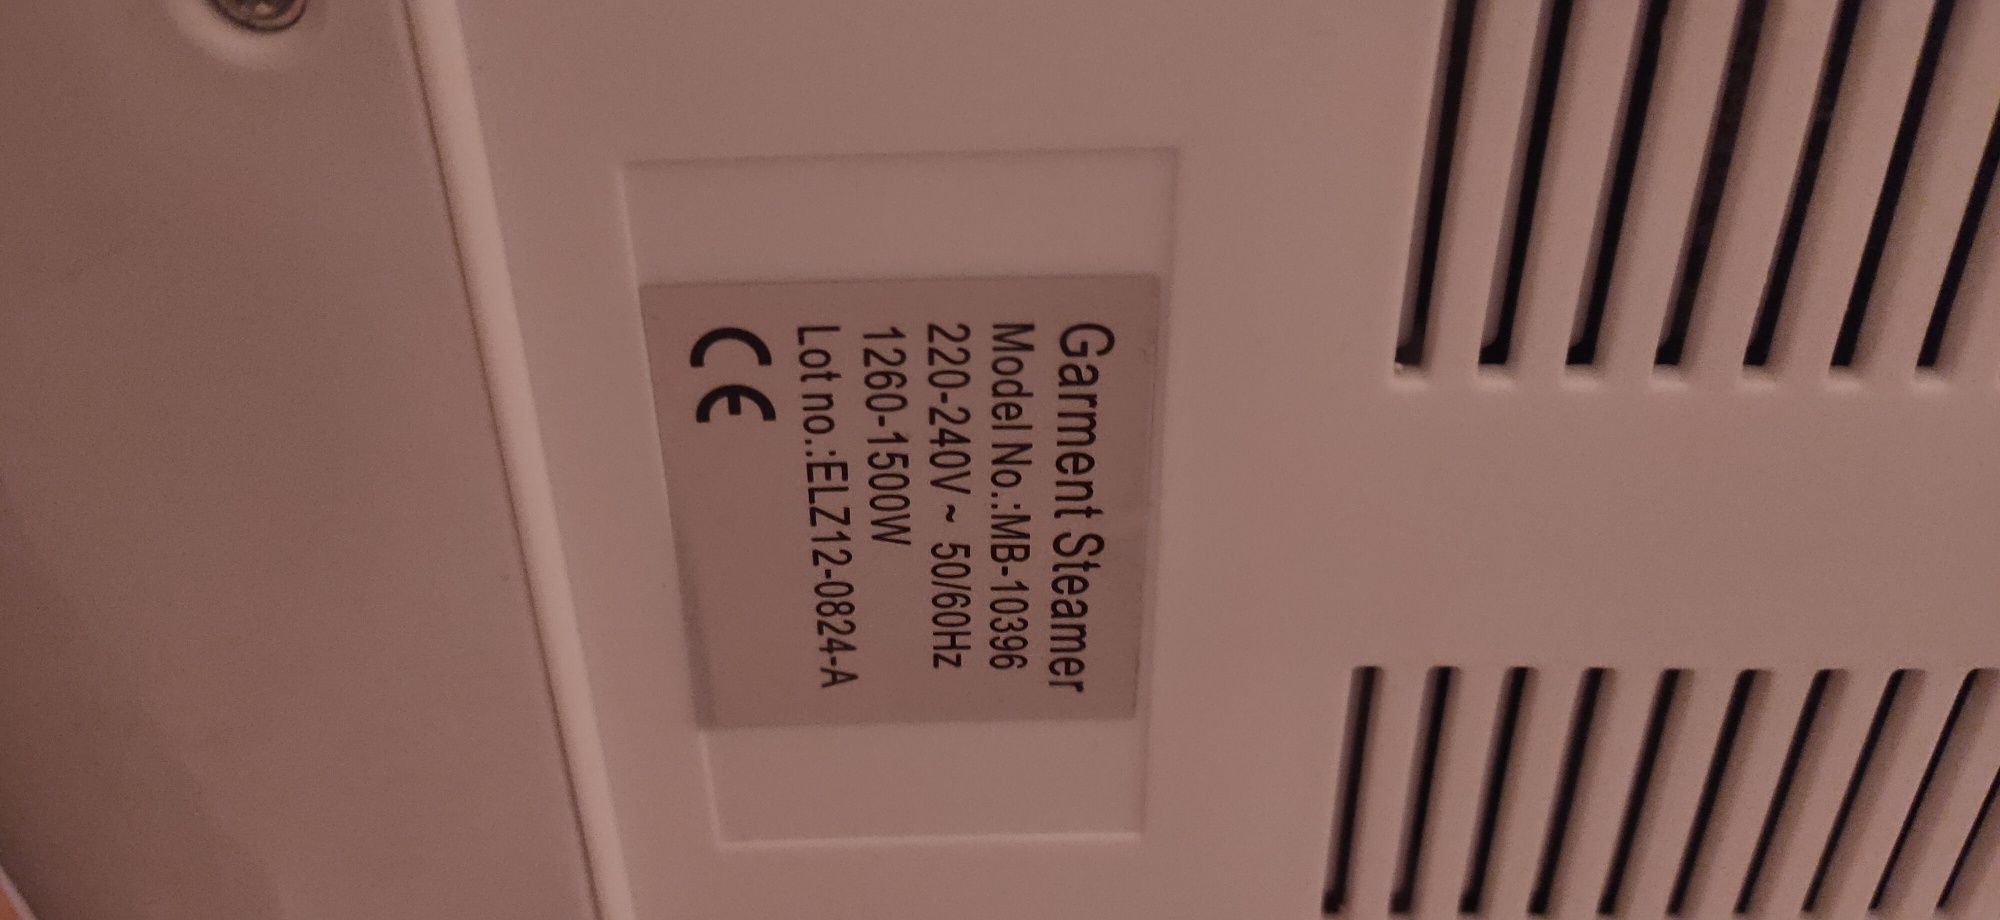 Garment Steamer
Model No.:MB-10396
220-240V ~ 50/60Hz
1260-1500W
Lot no.:ELZ12-0824-A
CE